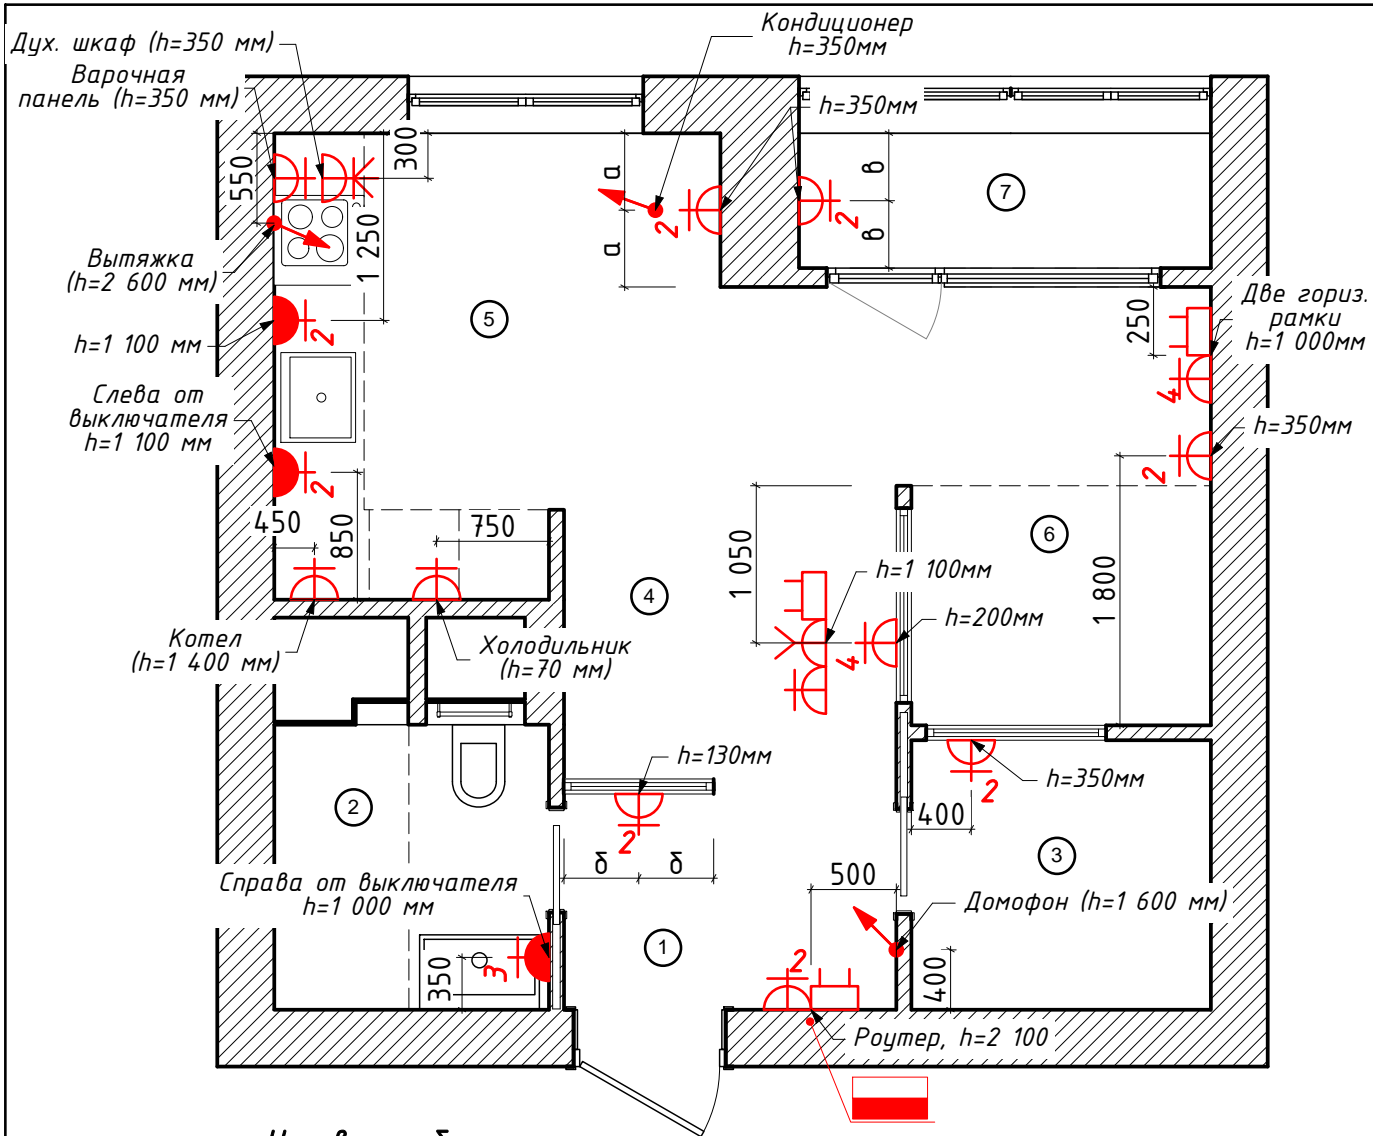 Кондиционер
h=350мм
Дух. шкаф (h=350 мм)
Варочная
панель (h=350 мм)
h=350мм
300
550
а
а
в
в
7
2
2
Вытяжка
(h=2 600 мм)
1 250
5
250
Две гориз.
рамки
h=1 000мм
h=1 100 мм
2
4
Слева от
выключателя
h=1 100 мм
h=350мм
2
2
450
850
750
1 050
6
1 800
h=1 100мм
4
h=200мм
4
Котел
(h=1 400 мм)
Холодильник
(h=70 мм)
h=130мм
h=350мм
2
2
2
400
3
б
б
Справа от выключателя
h=1 000 мм
500
Домофон (h=1 600 мм)
1
3
350
2
400
Роутер, h=2 100